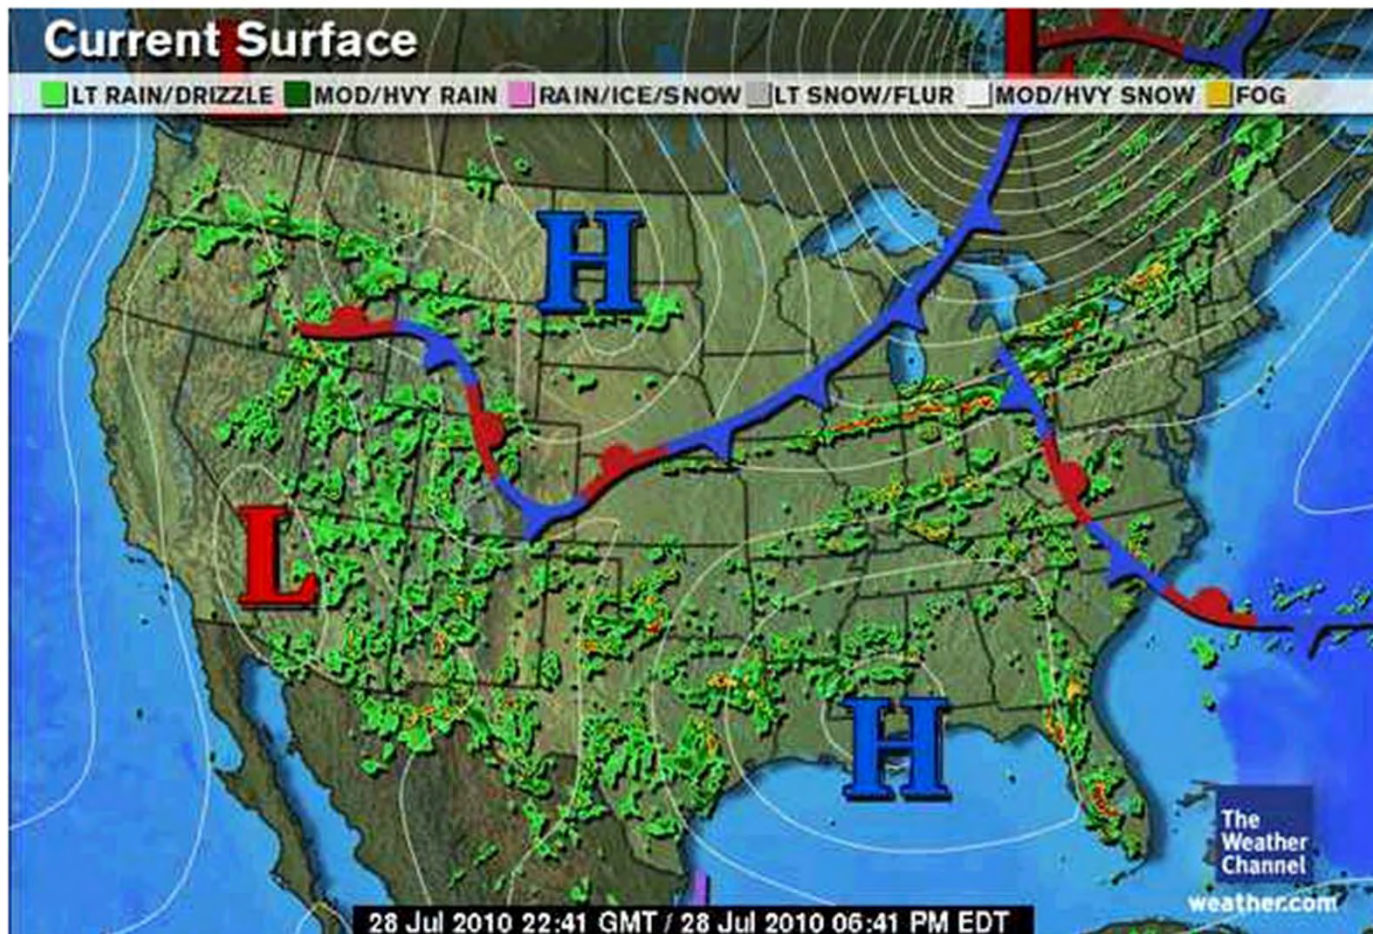 Current Surface
LT RAIN/DRIZZLE MOD/HVY RAIN RAIN/ICE/SNOW LT SNOW/FLUR MOD/HVY SNOW FOG
L
L
H
L
H
The
Weather
Channel
weather.com
28 Jul 2010 22:41 GMT / 28 Jul 2010 06:41 PM EDT